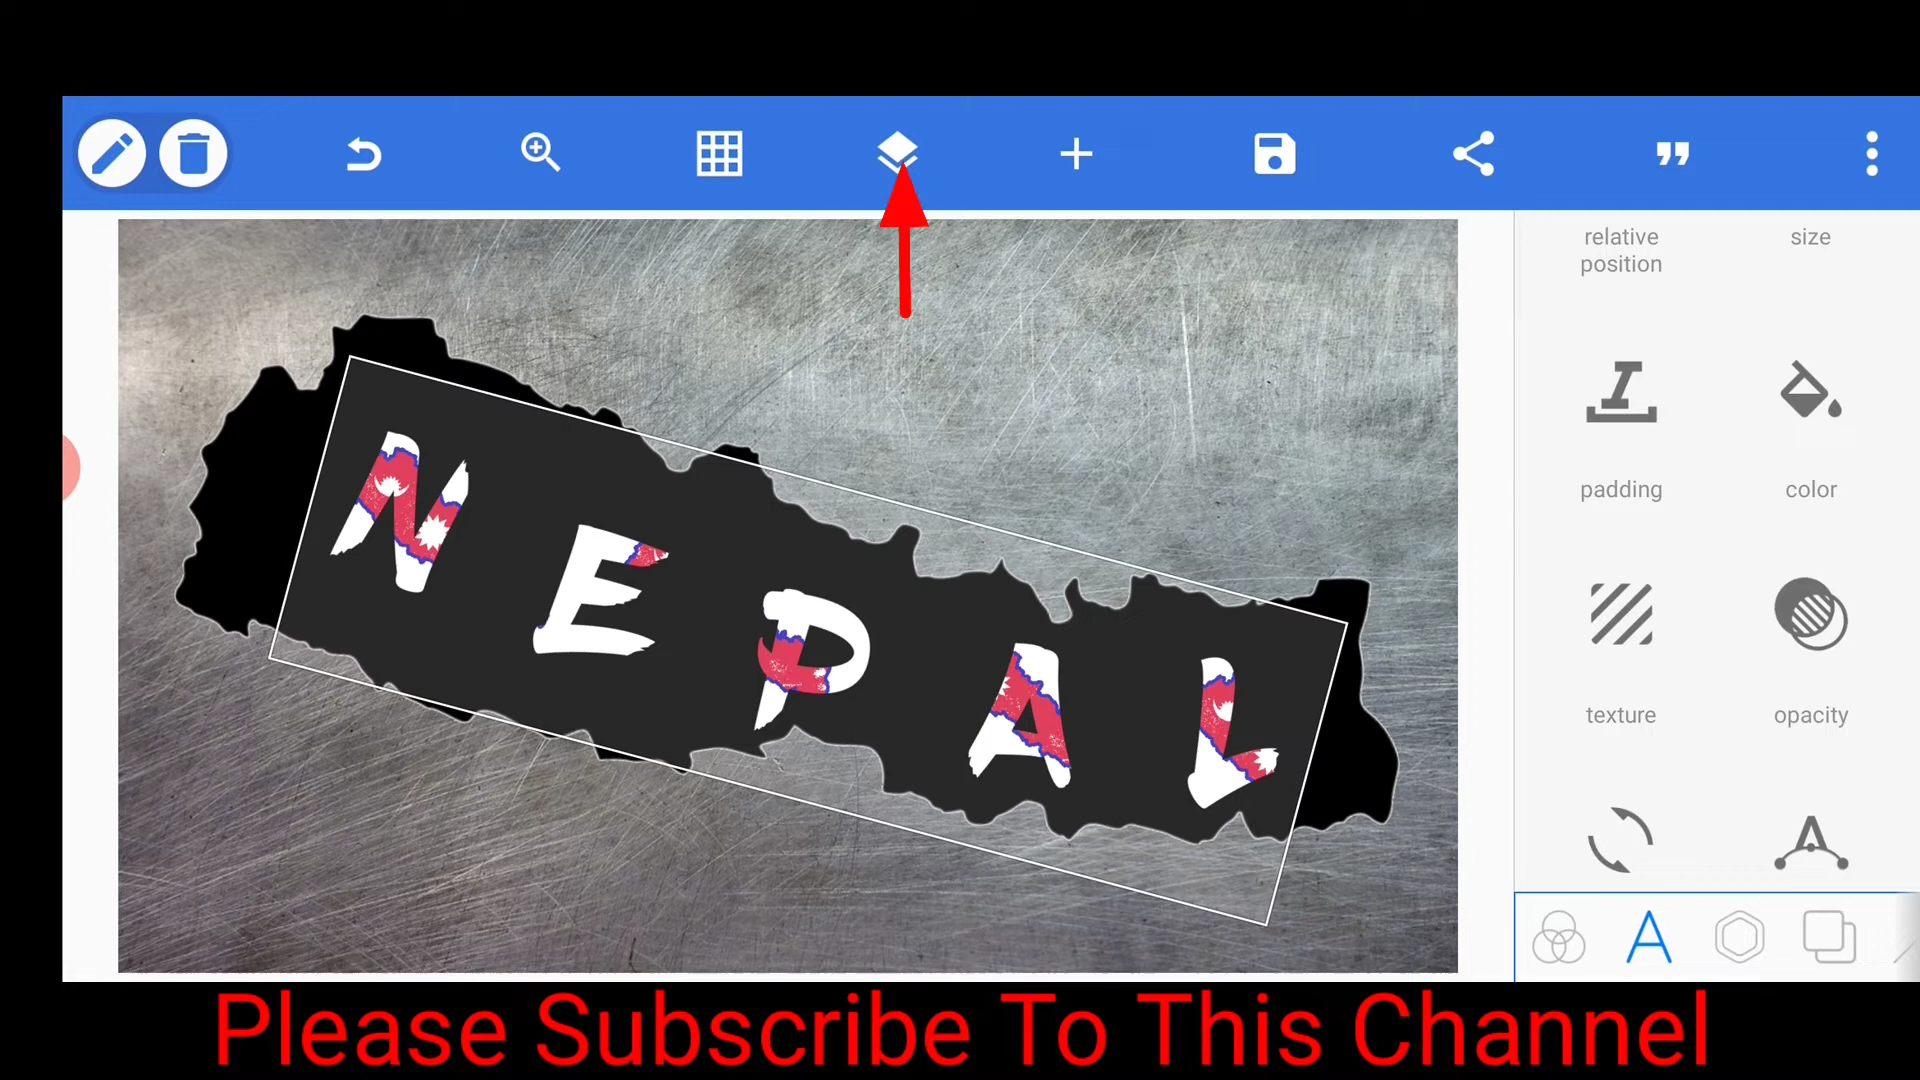 relative
position
size
NEPAL
padding
color
texture
opacity
A
Please Subscribe To This Channel